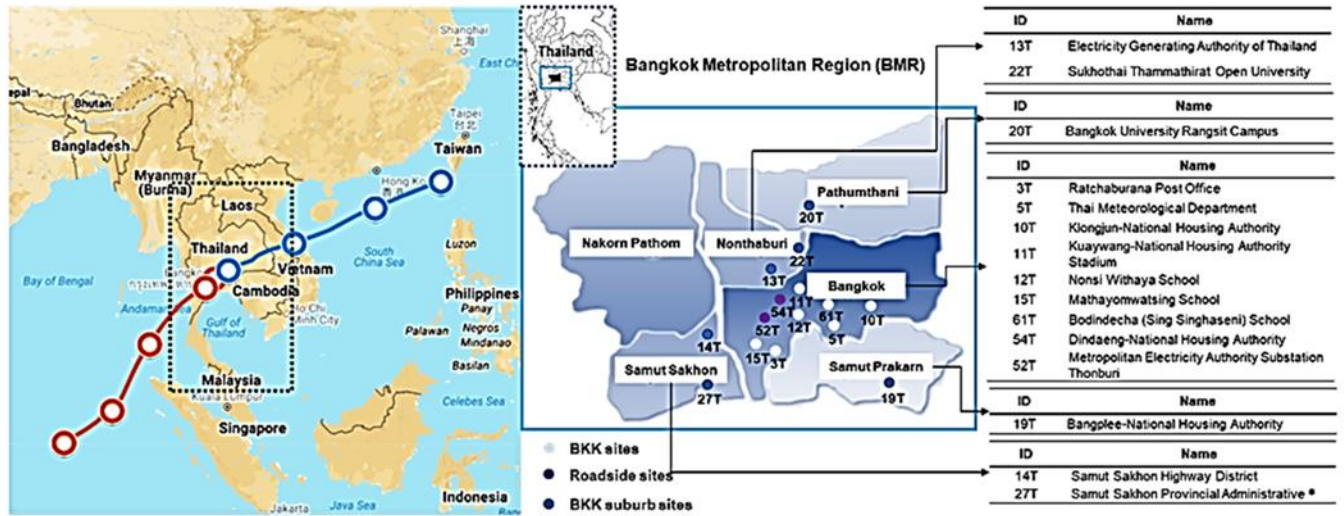 Shanghai
上海
East Ch
epal
Bhutan
Bangladesh
Taipei
台北
Taiwan
Myanmar
(Burma)
Hong Ko
香港
Laos
Thailand
Luzon
South
China Sea
Bay of Bengal
กรุงเทพ
Vietnam
Andaman Sea
Cambodia
Ho Chi
Minh City
Philippines
Panay
Gulf of
Thailand
Palawan
Negros
Mindanao
Basilan
Malaysia
Kuala Lumpur
Celebes Sea
Singapore
Indonesia
Java Sea
Jakarta
Ban
Thailand
Bangkok Metropolitan Region (BMR)
Pathumthani
20T
Nakorn Pathom
Nonthaburi
22T
13T
Bangkok
11T
54T
61T
10T
52T
12T
5T
14T
15T
3T
Samut Sakhon
Samut Prakarn
27T
19T
BKK sites
Roadside sites
BKK suburb sites
ID Name
13T Electricity Generating Authority of Thailand
22T Sukhothai Thammathirat Open University
ID Name
20T Bangkok University Rangsit Campus
ID Name
3T Ratchaburana Post Office
5T Thai Meteorological Department
10T Klongjun-National Housing Authority
11T Kuaywang-National Housing Authority
Stadium
12T Nonsi Withaya School
15T Mathayomwatsing School
61T Bodindecha (Sing Singhaseni) School
54T Dindaeng-National Housing Authority
52T Metropolitan Electricity Authority Substation
Thonburi
ID Name
19T Bangplee-National Housing Authority
ID Name
14T Samut Sakhon Highway District
27T Samut Sakhon Provincial Administrative *